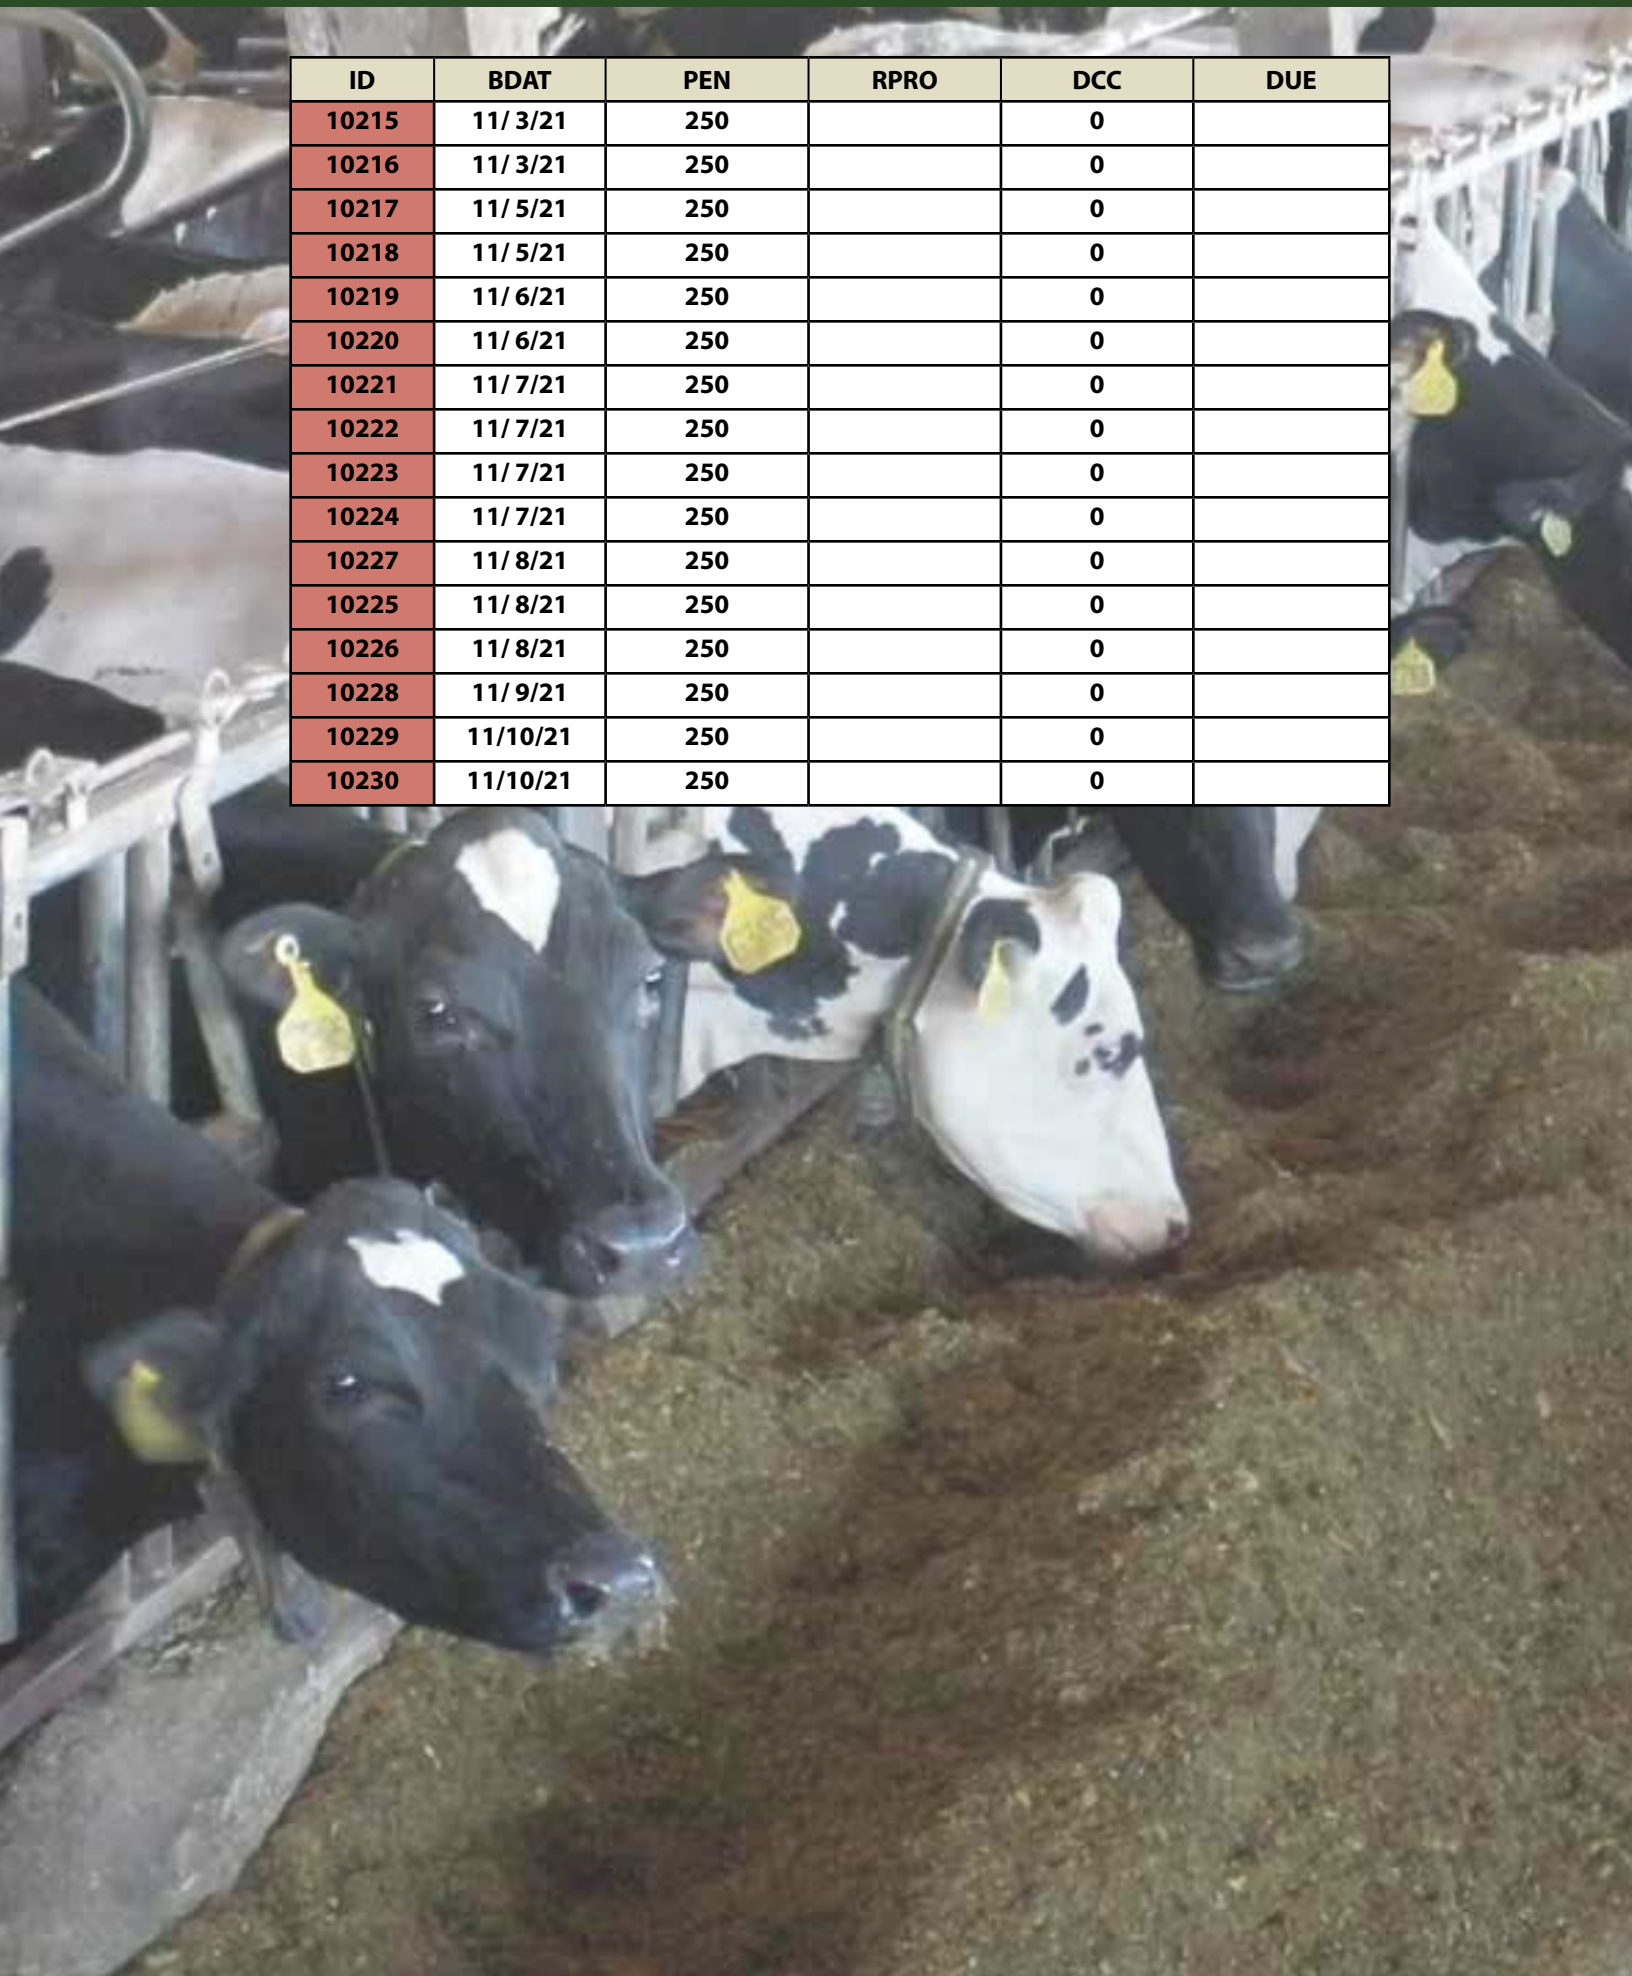 ID BDAT PEN RPRO DCC DUE
10215 11/ 3/21 250 0
10216 11/ 3/21 250 0
10217 11/ 5/21 250 0
10218 11/ 5/21 250 0
10219 11/ 6/21 250 0
10220 11/ 6/21 250 0
10221 11/ 7/21 250 0
10222 11/ 7/21 250 0
10223 11/ 7/21 250 0
10224 11/ 7/21 250 0
10227 11/ 8/21 250 0
10225 11/ 8/21 250 0
10226 11/ 8/21 250 0
10228 11/ 9/21 250 0
10229 11/10/21 250 0
10230 11/10/21 250 0